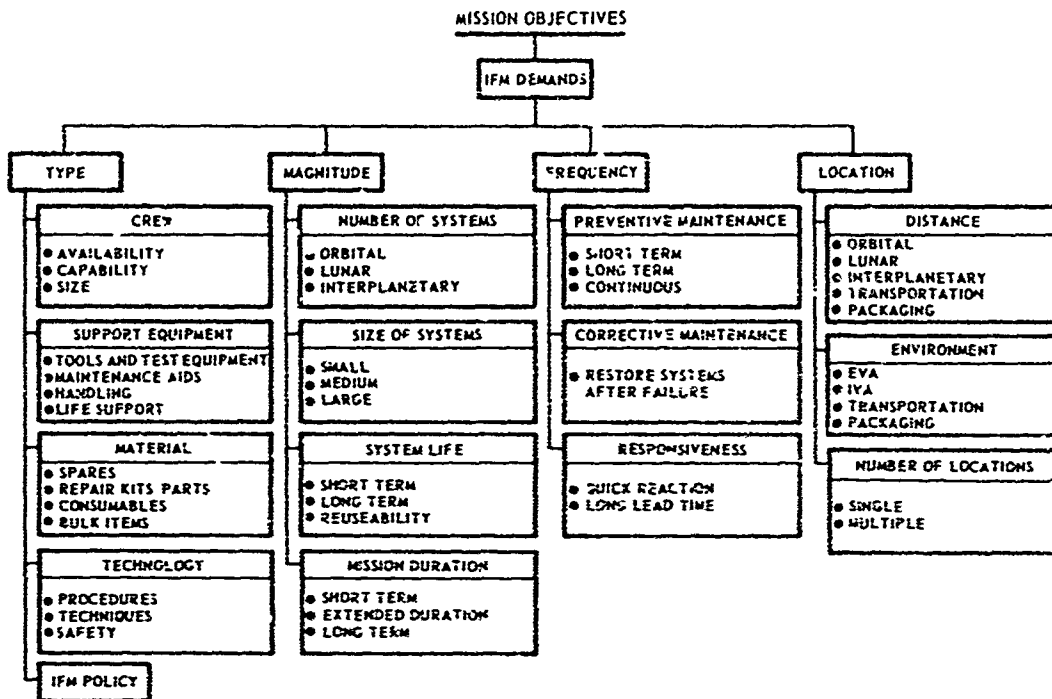 MISSION OBJECTIVES
IFM DEMANDS
TYPE
CREW
● AVAILABILITY
● CAPABILITY
● SIZE
SUPPORT EQUIPMENT
● TOOLS AND TEST EQUIPMENT
● MAINTENANCE AIDS
● HANDLING
● LIFE SUPPORT
MATERIAL
● SPARES
● REPAIR KITS PARTS
● CONSUMABLES
● BULK ITEMS
TECHNOLOGY
● PROCEDURES
● TECHNIQUES
● SAFETY
IFM POLICY
MAGNITUDE
NUMBER OF SYSTEMS
● ORBITAL
● LUNAR
● INTERPLANETARY
SIZE OF SYSTEMS
● SMALL
● MEDIUM
● LARGE
SYSTEM LIFE
● SHORT TERM
● LONG TERM
● REUSEABILITY
MISSION DURATION
● SHORT TERM
● EXTENDED DURATION
● LONG TERM
FREQUENCY
PREVENTIVE MAINTENANCE
● SHORT TERM
● LONG TERM
● CONTINUOUS
CORRECTIVE MAINTENANCE
● RESTORE SYSTEMS
AFTER FAILURE
RESPONSIVENESS
● QUICK REACTION
● LONG LEAD TIME
LOCATION
DISTANCE
● ORBITAL
● LUNAR
● INTERPLANETARY
● TRANSPORTATION
● PACKAGING
ENVIRONMENT
● EVA
● IVA
● TRANSPORTATION
● PACKAGING
NUMBER OF LOCATIONS
● SINGLE
● MULTIPLE